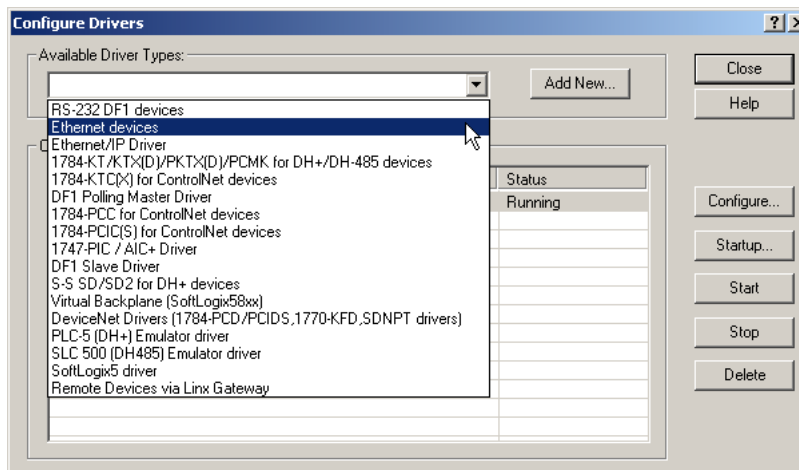 Configure Drivers
Available Driver Types:
Add New...
Close
Help
RS-232 DF1 devices
Ethernet devices
Ethernet/IP Driver
1784-KT/KTX(D)/PKTX(D)/PCMK for DH+/DH-485 devices
1784-KTC(X) for ControlNet devices
DF1 Polling Master Driver
1784-PCC for ControlNet devices
1784-PCIC(S) for ControlNet devices
1747-PIC / AIC+ Driver
DF1 Slave Driver
S-S SD/SD2 for DH+ devices
Virtual Backplane (SoftLogix58xx)
DeviceNet Drivers (1784-PCD/PCIDS,1770-KFD,SDNPT drivers)
PLC-5 (DH+) Emulator driver
SLC 500 (DH485) Emulator driver
SoftLogix5 driver
Remote Devices via Linx Gateway
Status
Running
Configure...
Startup...
Start
Stop
Delete